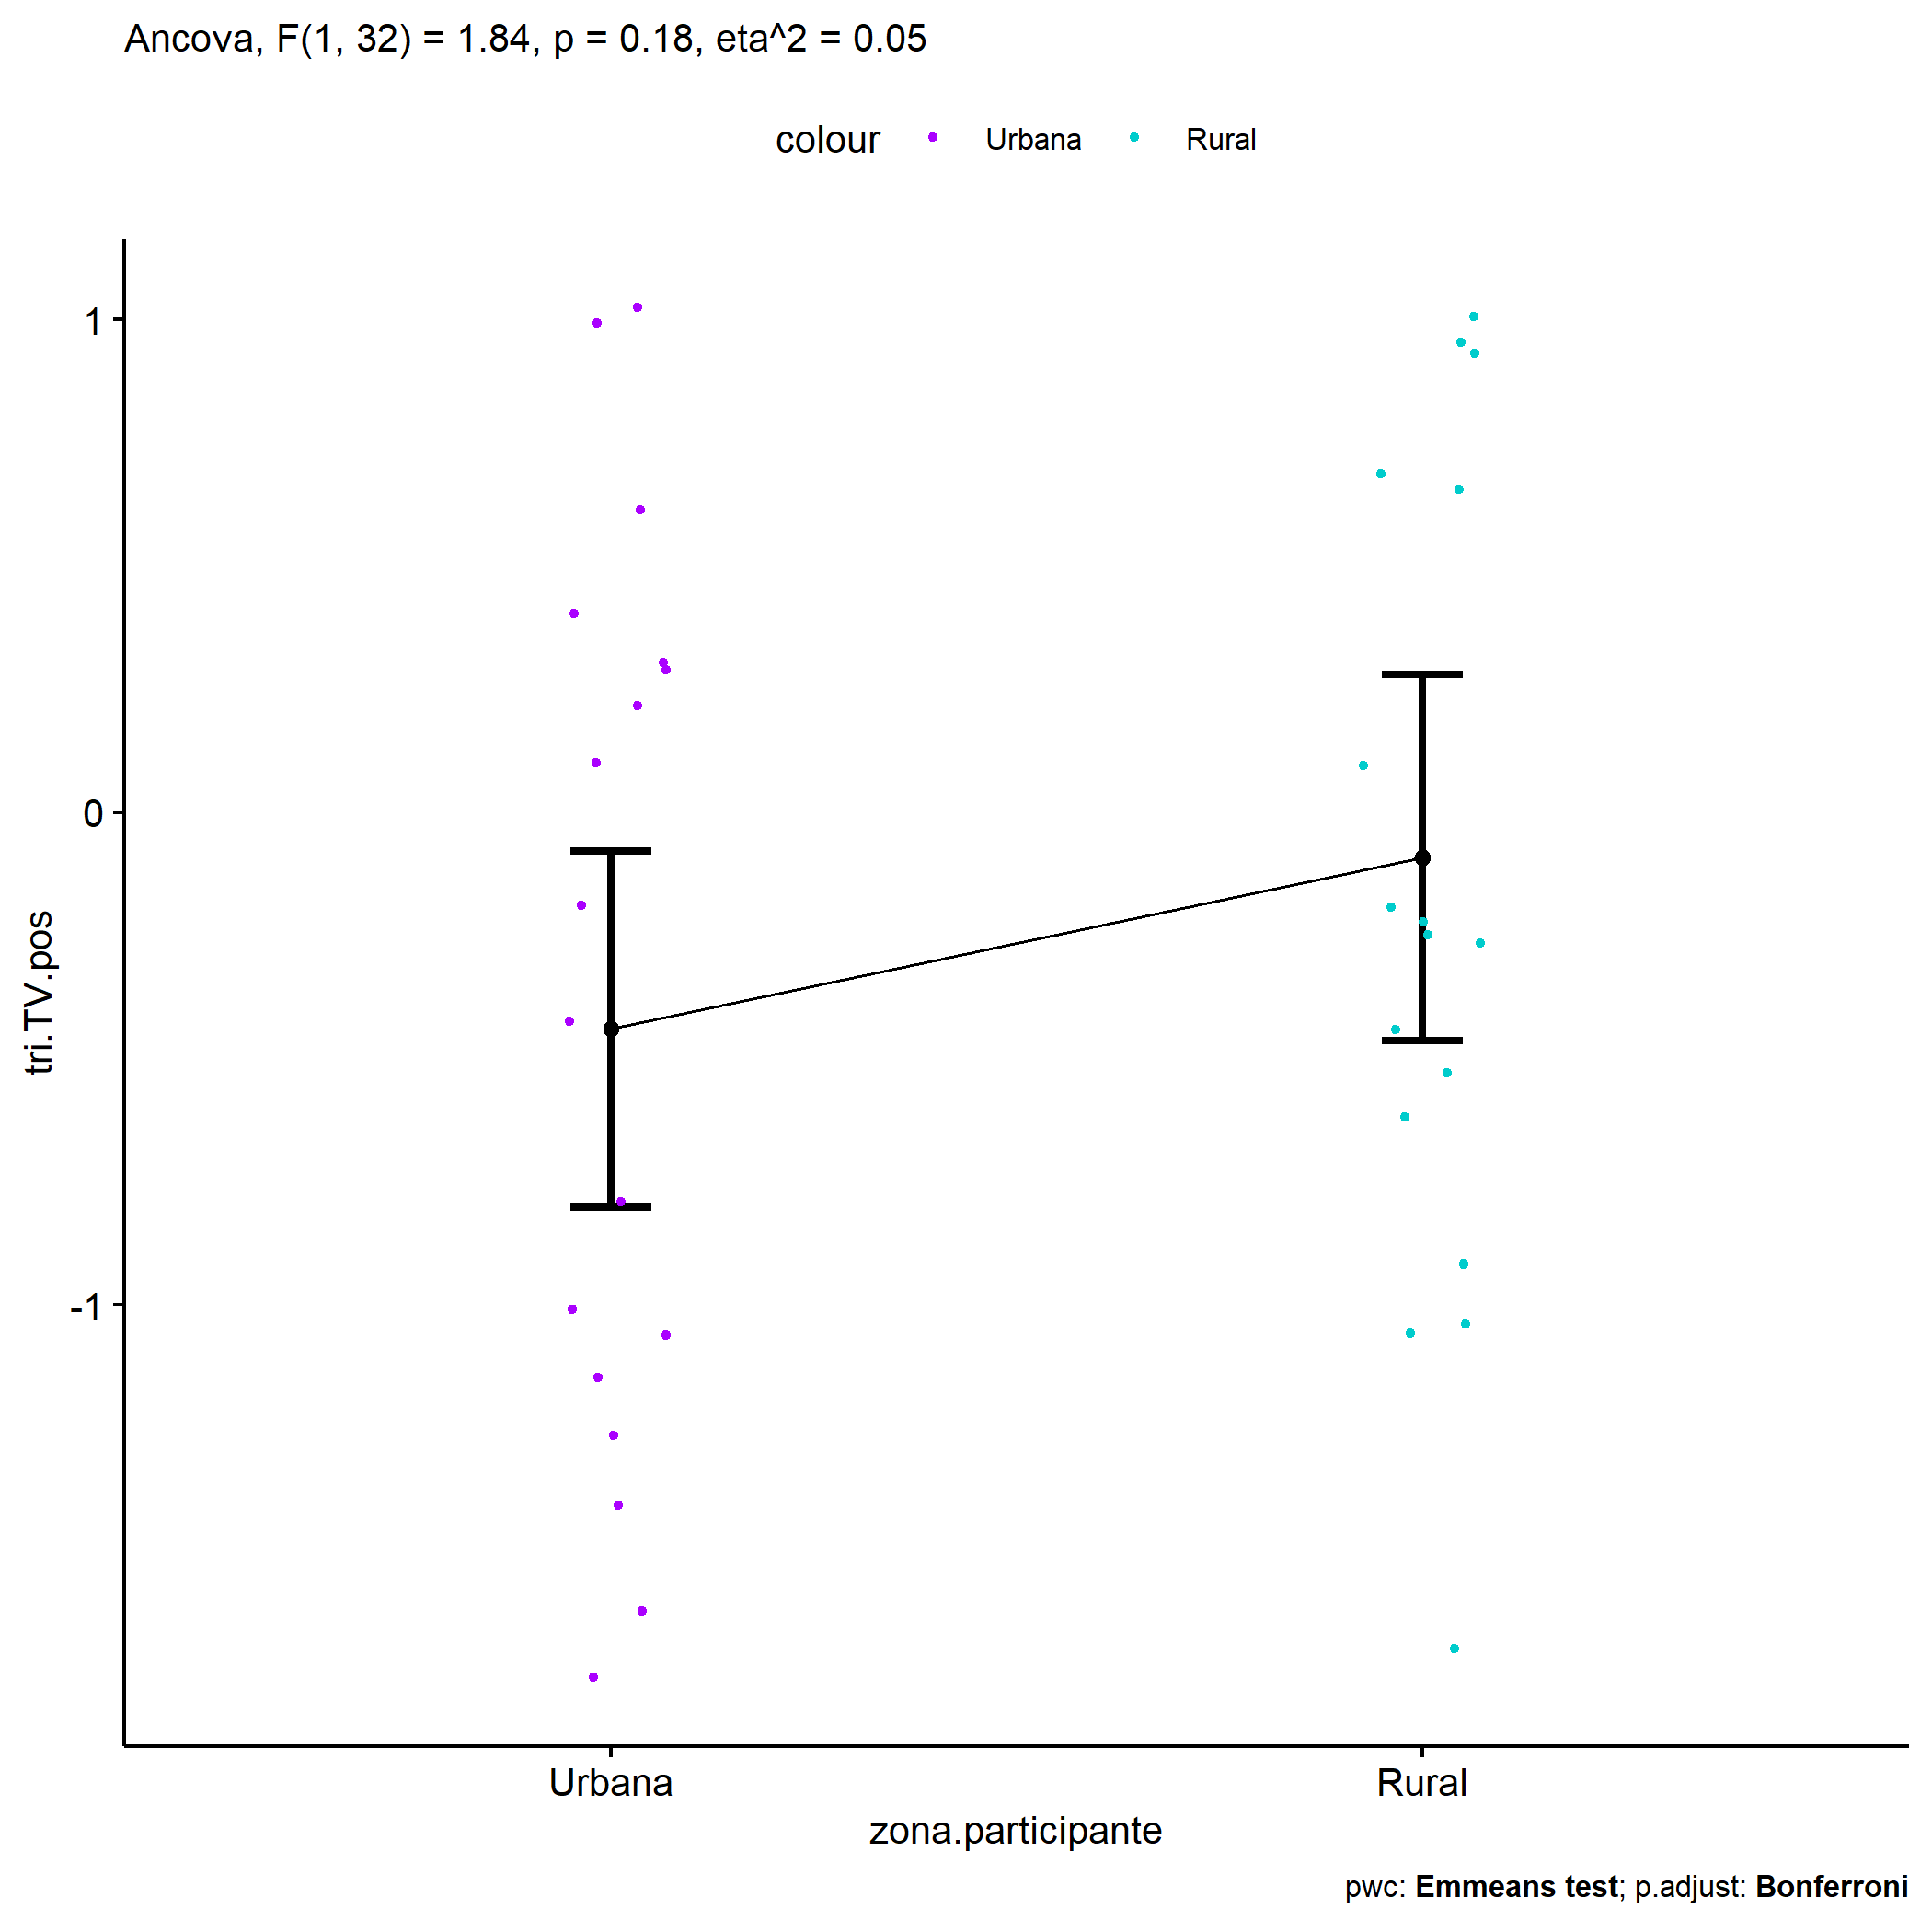 Ancova, F(1, 32) = 1.84, p = 0.18, eta^2 = 0.05
colour Urbana Rural
1
0
-1
tri.TV.pos
Urbana Rural
zona.participante
pwc: Emmeans test; p.adjust: Bonferroni